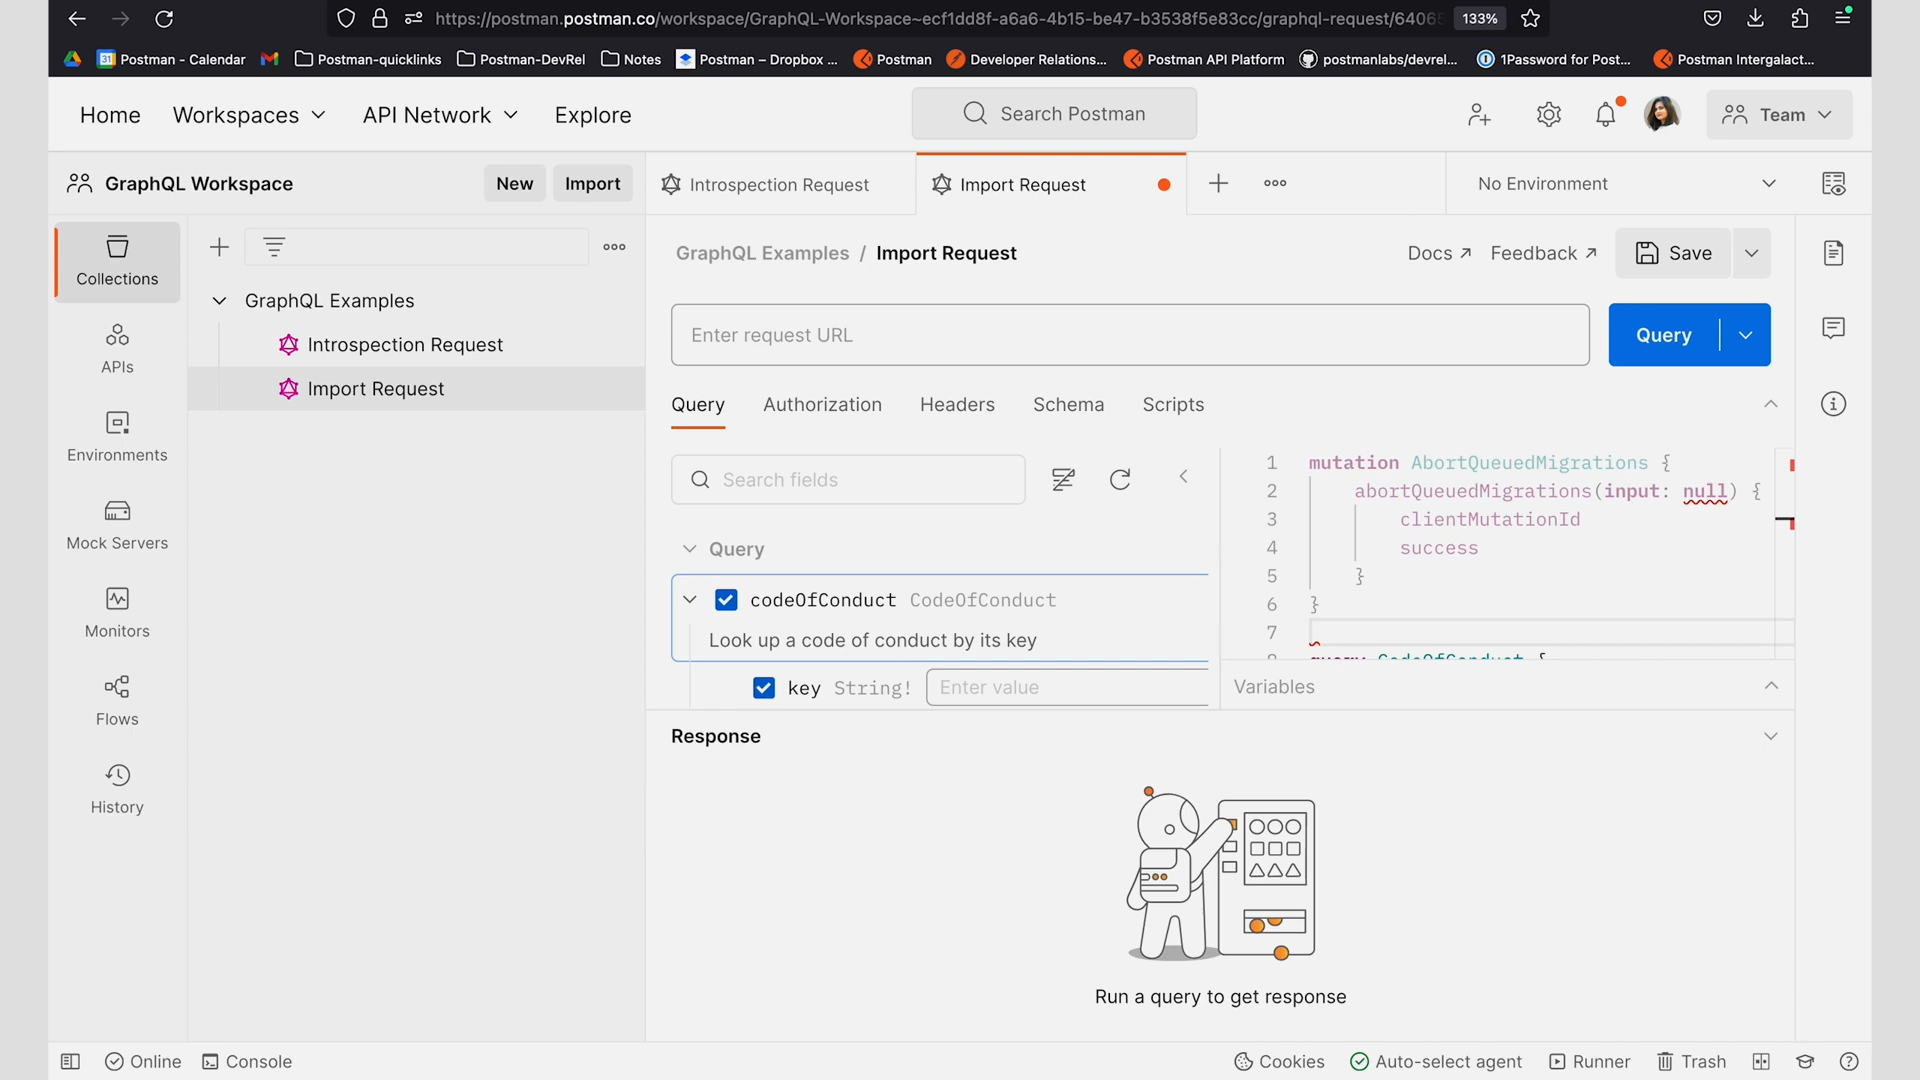 https://postman.postman.co/workspace/GraphQL-Workspace~ecf1dd8f-a6a6-4b15-be47-b3538f5e83cc/graphql-request/6406
133%
31 Postman - Calendar
Postman-quicklinks
Postman-DevRel
Notes
Postman – Dropbox ...
Postman
Developer Relations...
Postman API Platform
postmanlabs/devrel...
1Password for Post...
Postman Intergalact...
Home
Workspaces
API Network
Explore
Search Postman
Team
GraphQL Workspace
New
Import
Introspection Request
Import Request
No Environment
Collections
APIs
Environments
Mock Servers
Monitors
Flows
History
GraphQL Examples
Introspection Request
Import Request
GraphQL Examples / Import Request
Docs ↗
Feedback ↗
Save
Enter request URL
Query
Query
Authorization
Headers
Schema
Scripts
Search fields
Query
codeOfConduct CodeOfConduct
Look up a code of conduct by its key
key String! Enter value
1 mutation AbortQueuedMigrations {
2 abortQueuedMigrations(input: null) {
3 clientMutationId
4 success
5 }
6 }
7
8 query CodeOfConduct {
Variables
Response
Run a query to get response
Online
Console
Cookies
Auto-select agent
Runner
Trash